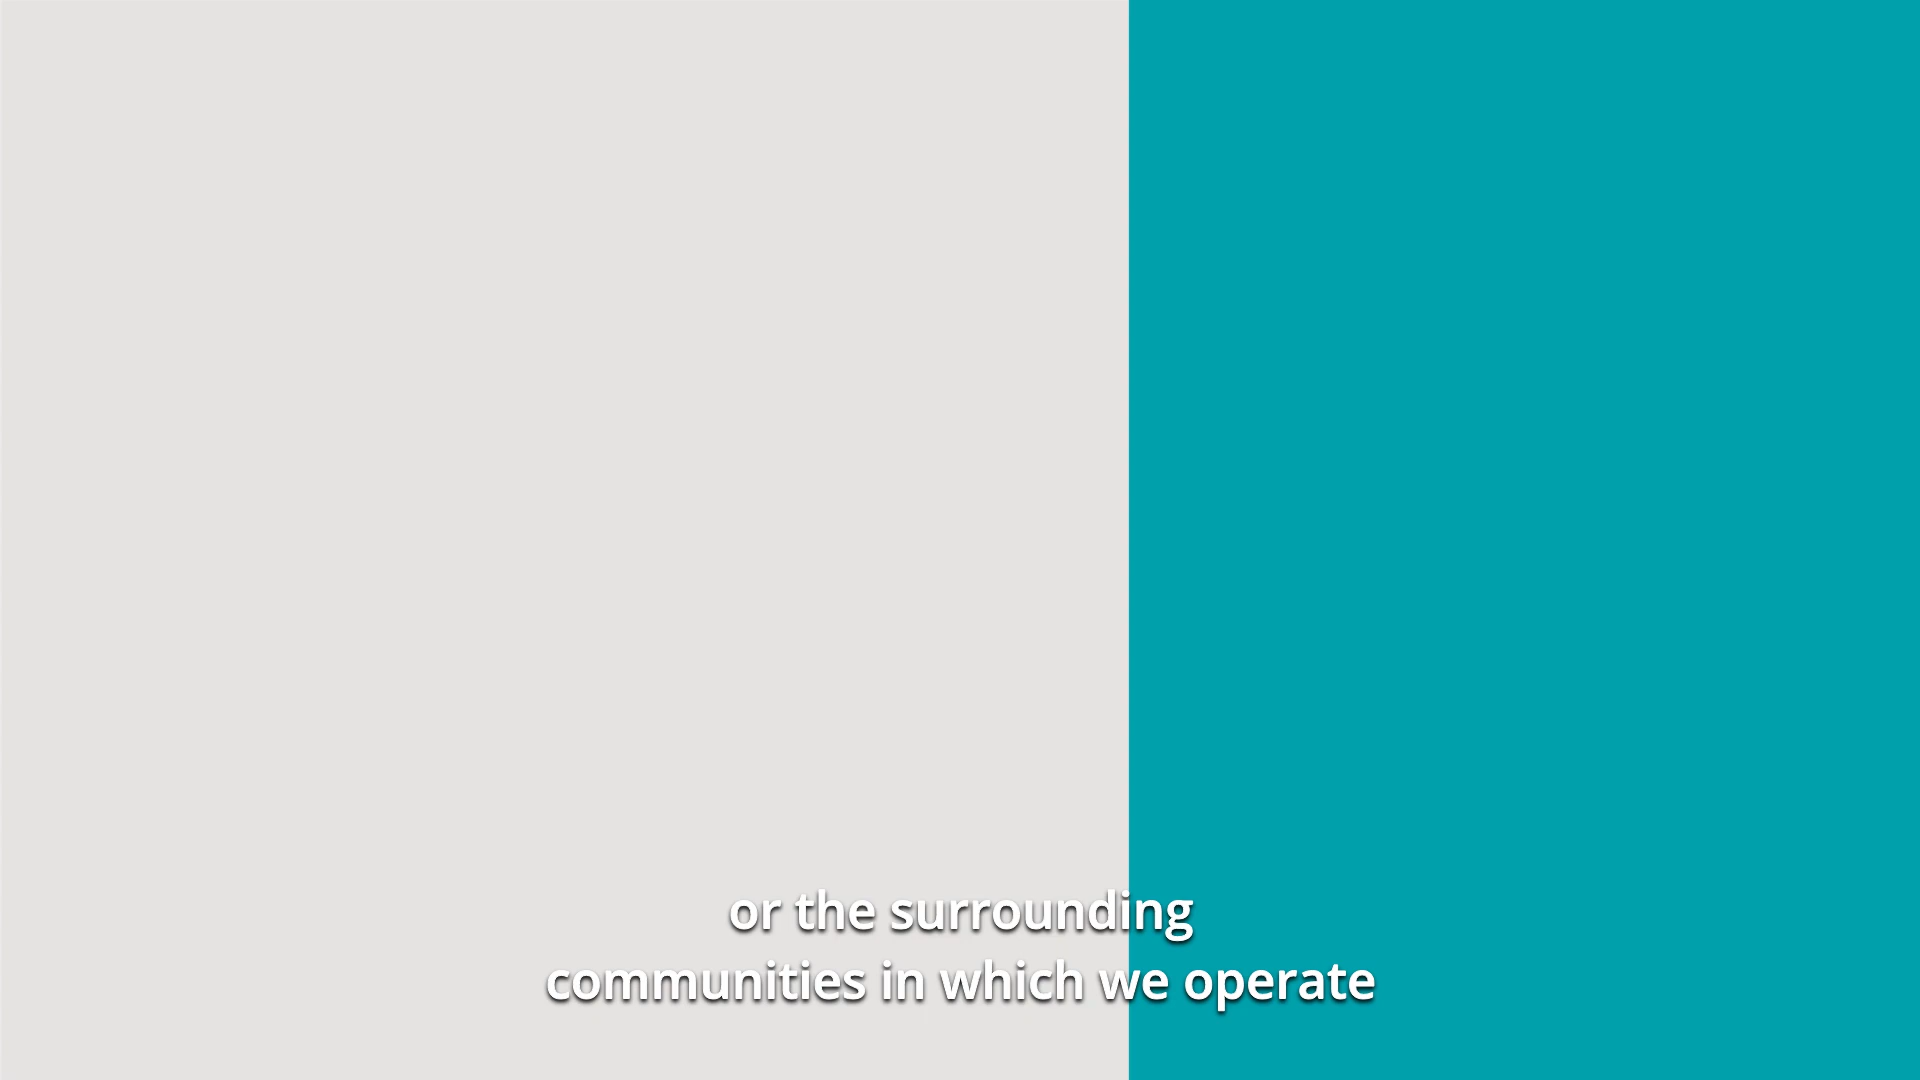 or the surrounding
communities in which we operate